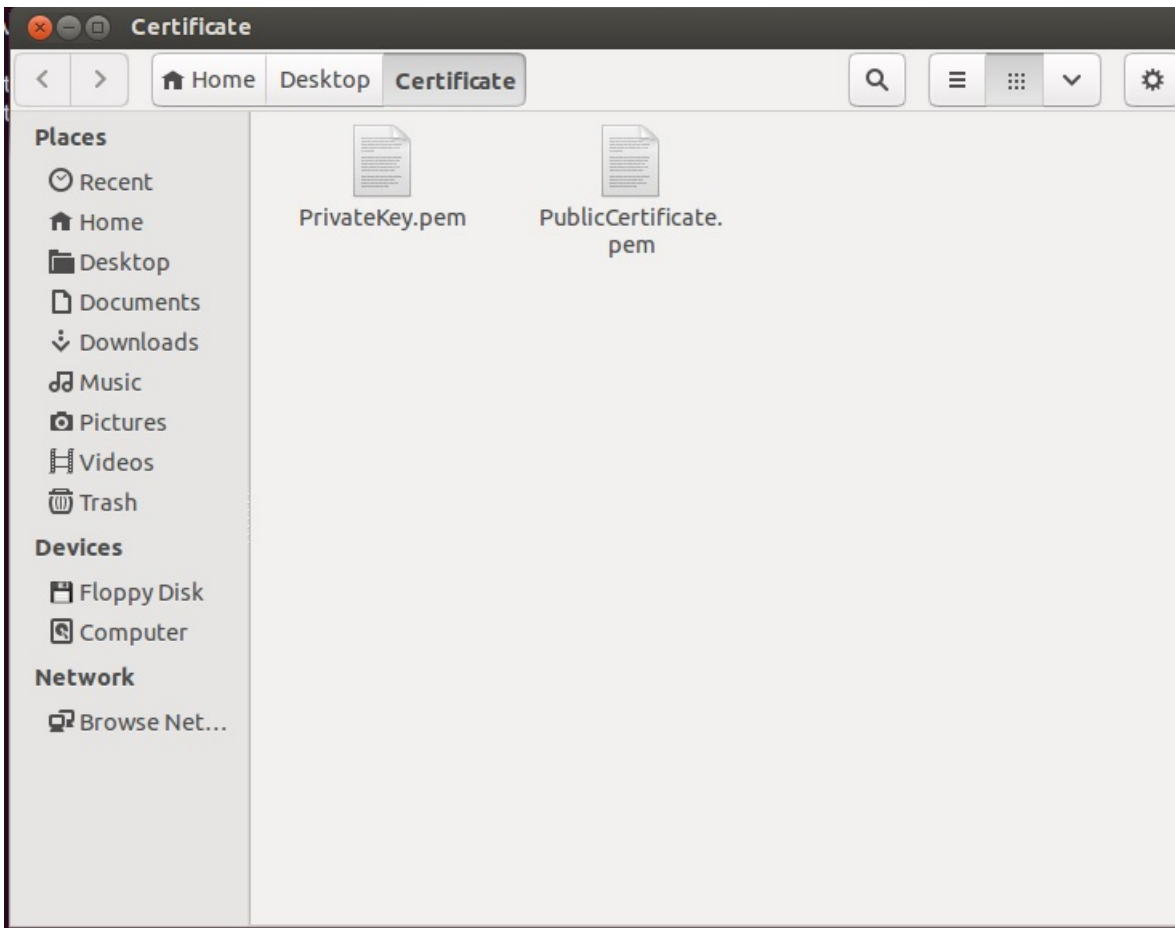 Certificate
Home Desktop Certificate
Places
Recent
Home
Desktop
Documents
Downloads
Music
Pictures
Videos
Trash
Devices
Floppy Disk
Computer
Network
Browse Net...
PrivateKey.pem
PublicCertificate.
pem